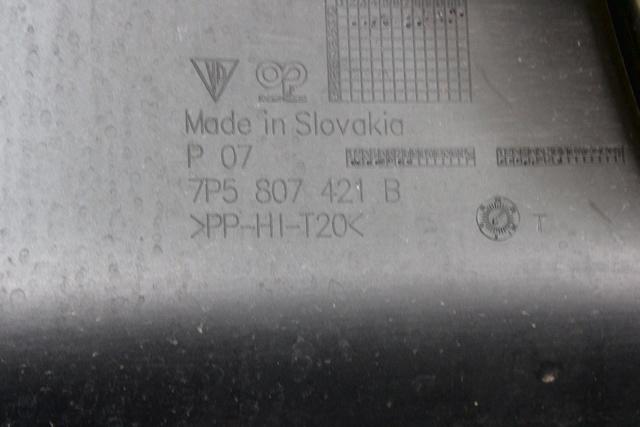 Made in Slovakia
P 07
7P5 807 421 B
>PP-HI-T20<
T